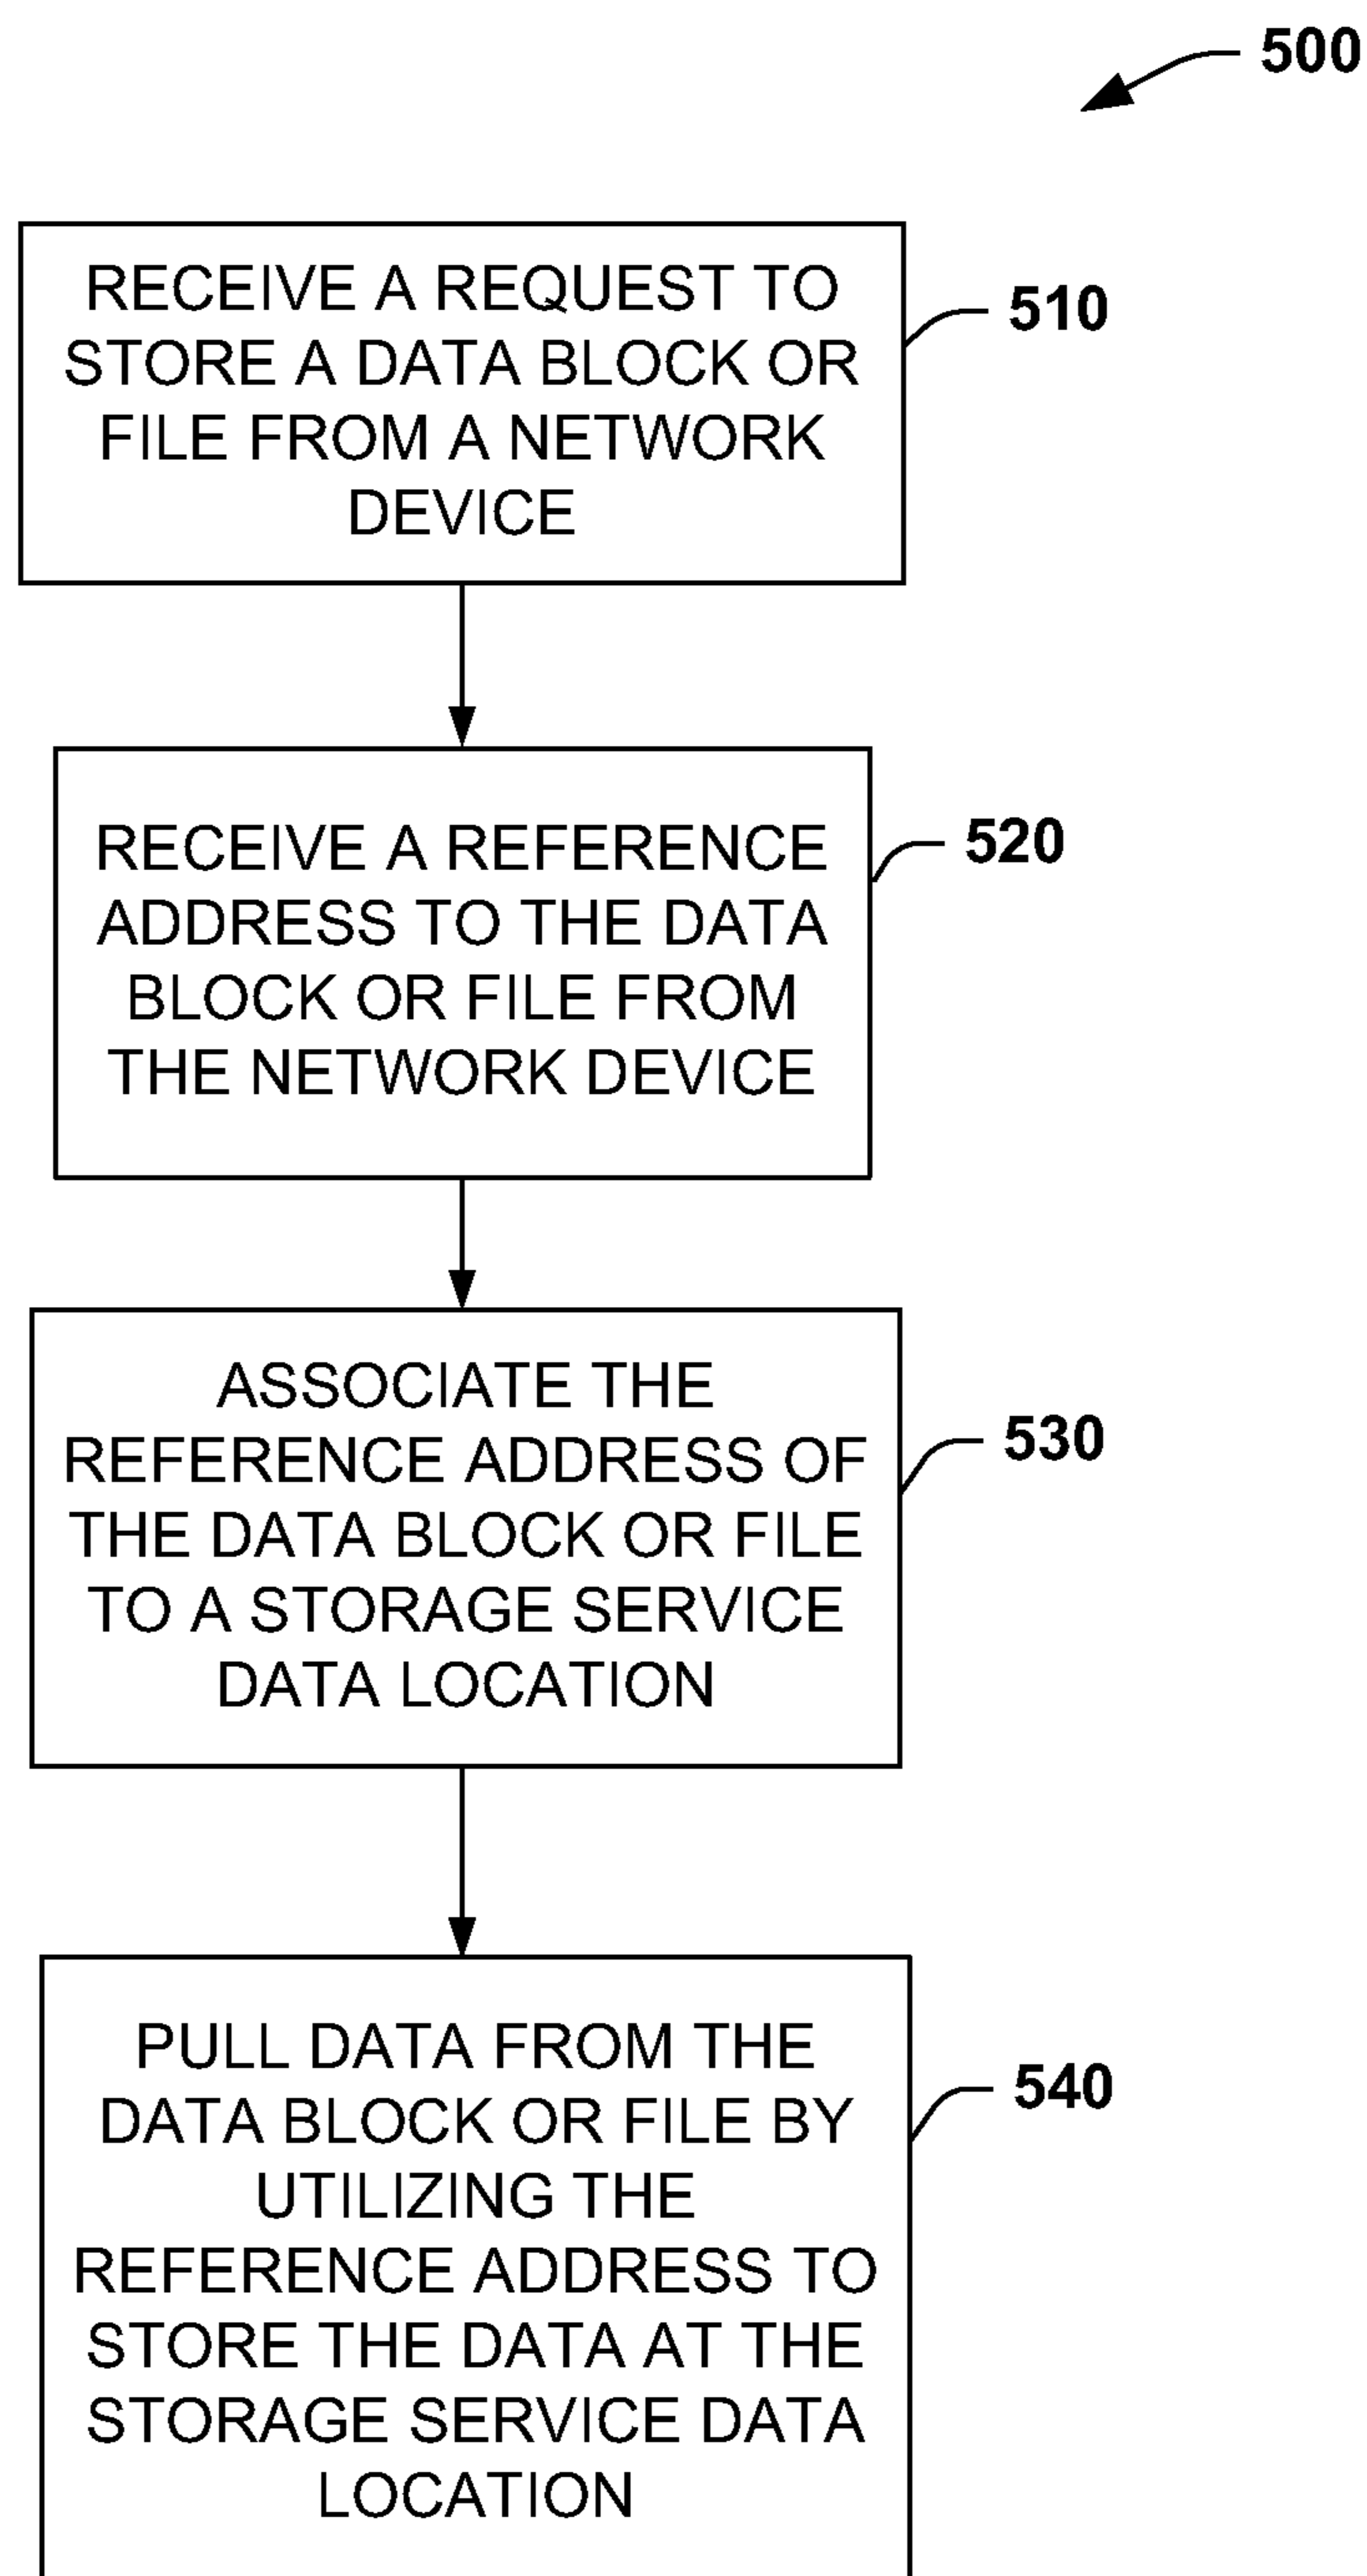 500
RECEIVE A REQUEST TO
STORE A DATA BLOCK OR
FILE FROM A NETWORK
DEVICE
510
RECEIVE A REFERENCE
ADDRESS TO THE DATA
BLOCK OR FILE FROM
THE NETWORK DEVICE
520
ASSOCIATE THE
REFERENCE ADDRESS OF
THE DATA BLOCK OR FILE
TO A STORAGE SERVICE
DATA LOCATION
530
PULL DATA FROM THE
DATA BLOCK OR FILE BY
UTILIZING THE
REFERENCE ADDRESS TO
STORE THE DATA AT THE
STORAGE SERVICE DATA
LOCATION
540